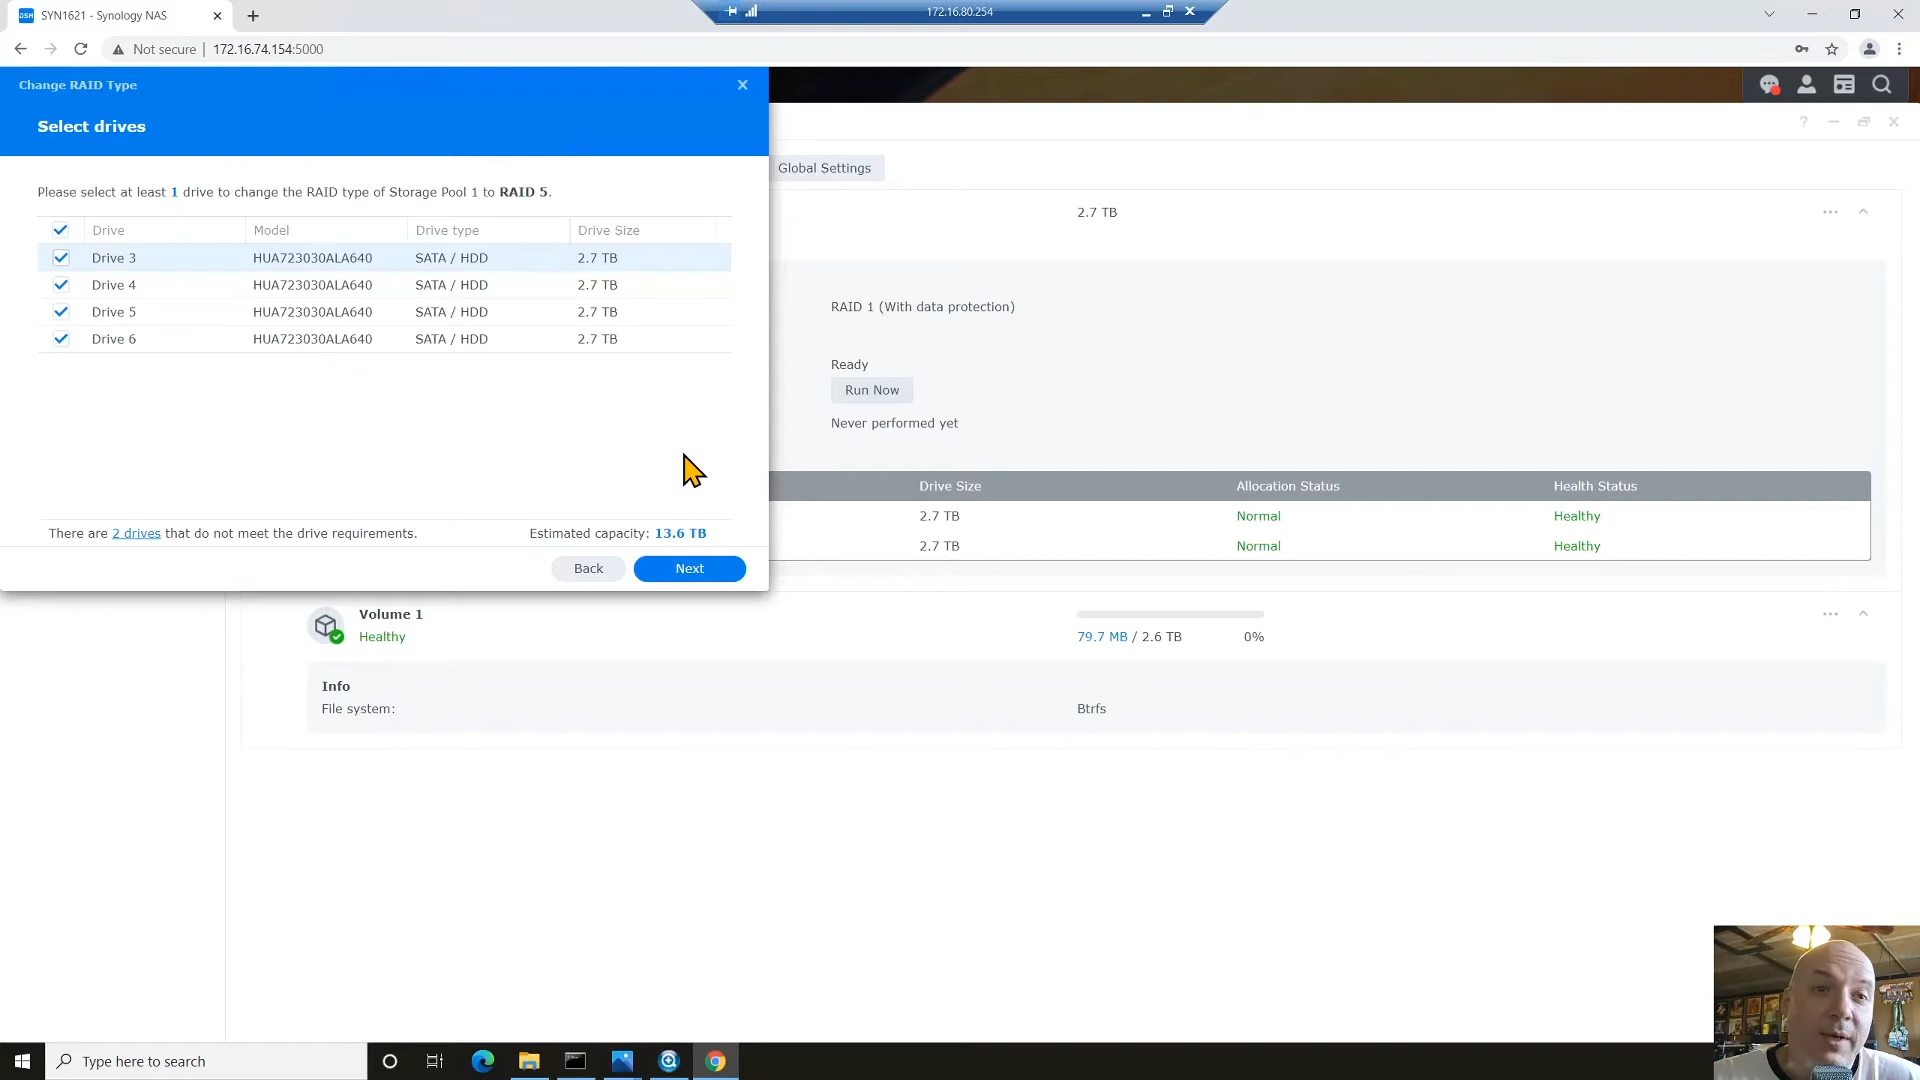 SYN1621 - Synology NAS
172.16.80.254
Not secure
172.16.74.154:5000
Change RAID Type
Select drives
Global Settings
Please select at least 1 drive to change the RAID type of Storage Pool 1 to RAID 5.
Drive Model Drive type Drive Size
Drive 3 HUA723030ALA640 SATA / HDD 2.7 TB
Drive 4 HUA723030ALA640 SATA / HDD 2.7 TB
Drive 5 HUA723030ALA640 SATA / HDD 2.7 TB
Drive 6 HUA723030ALA640 SATA / HDD 2.7 TB
There are 2 drives that do not meet the drive requirements.
Estimated capacity: 13.6 TB
Back
Next
2.7 TB
RAID 1 (With data protection)
Ready
Run Now
Never performed yet
Drive Size Allocation Status Health Status
2.7 TB Normal Healthy
2.7 TB Normal Healthy
Volume 1
Healthy
79.7 MB / 2.6 TB 0%
Info
File system: Btrfs
Type here to search